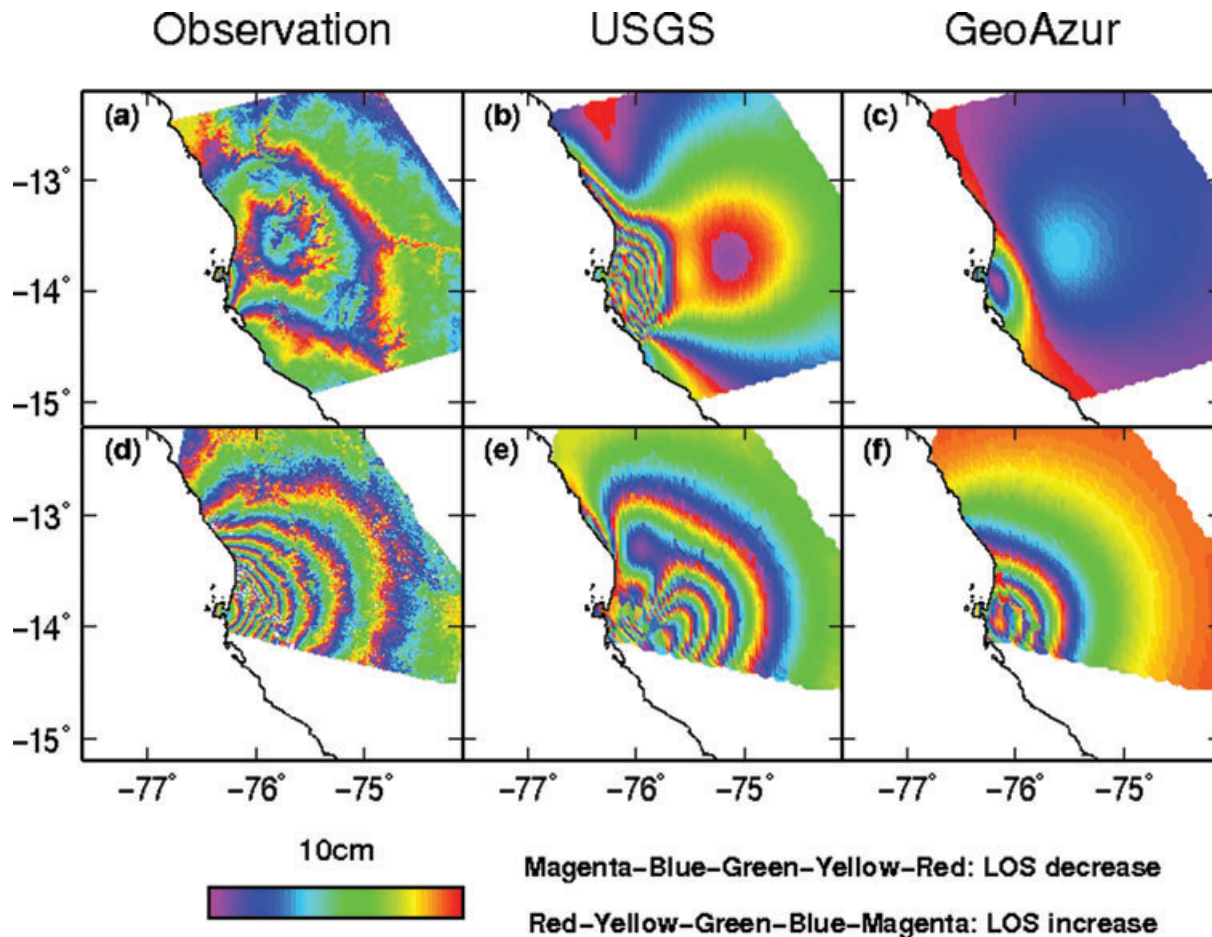 Observation USGS GeoAzur
(a) (b) (c)
−13°
−14°
−15°
(d) (e) (f)
−13°
−14°
−15°
−77° −76° −75° −77° −76° −75° −77° −76° −75°
10cm
Magenta−Blue−Green−Yellow−Red: LOS decrease
Red−Yellow−Green−Blue−Magenta: LOS increase